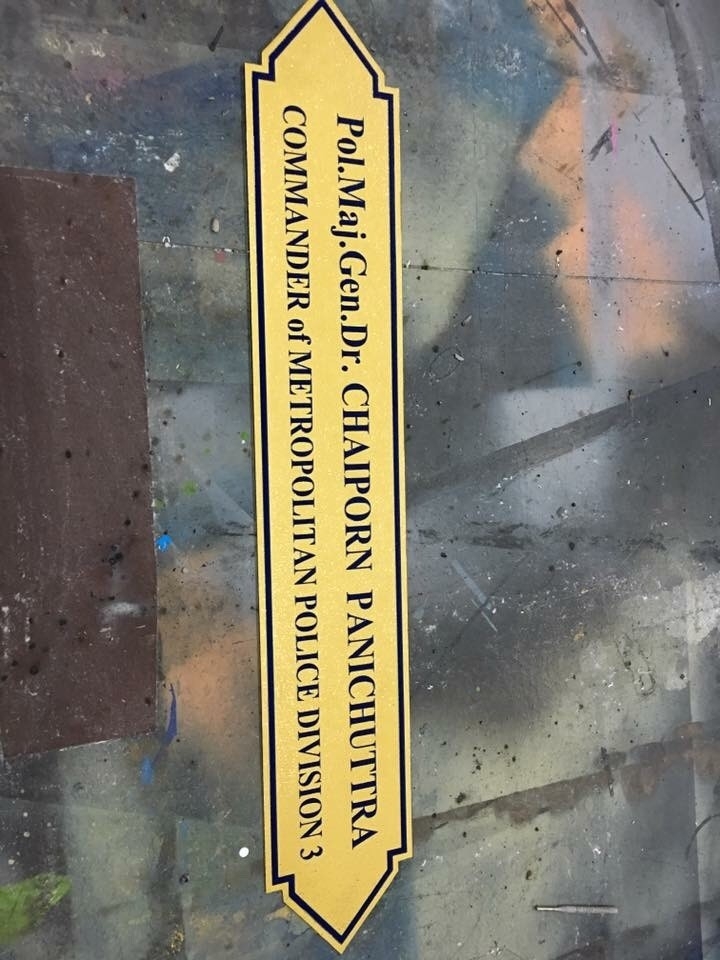 Pol.Maj.Gen.Dr. CHAIPORN PANICHUTTRA
COMMANDER of METROPOLITAN POLICE DIVISION 3